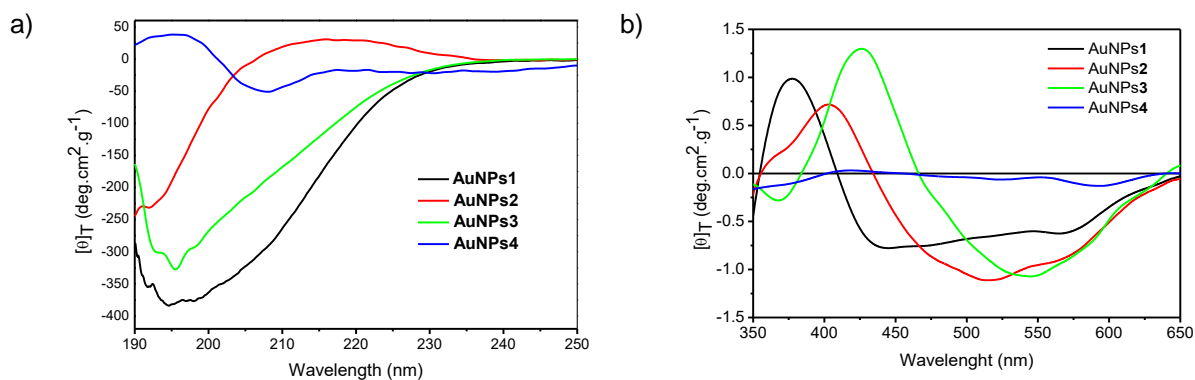 a)
[θ]T (deg.cm2.g-1)
50
0
-50
-100
-150
-200
-250
-300
-350
-400
190
200
210
220
230
240
250
Wavelength (nm)
AuNPs1
AuNPs2
AuNPs3
AuNPs4
b)
[θ]T (deg.cm2.g-1)
1.5
1.0
0.5
0.0
-0.5
-1.0
-1.5
350
400
450
500
550
600
650
Wavelenght (nm)
AuNPs1
AuNPs2
AuNPs3
AuNPs4